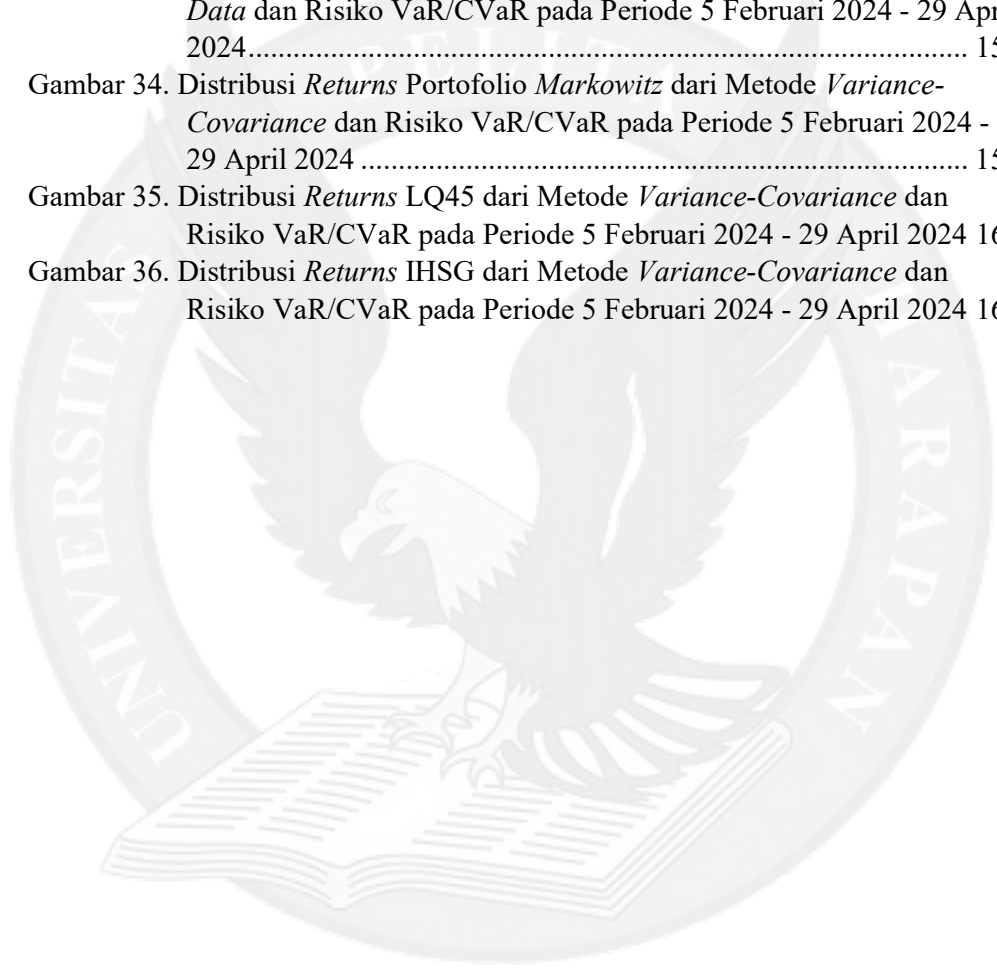 Data dan Risiko VaR/CVaR pada Periode 5 Februari 2024 - 29 Apr
2024........................................................................................ 15
Gambar 34. Distribusi Returns Portofolio Markowitz dari Metode Variance-
Covariance dan Risiko VaR/CVaR pada Periode 5 Februari 2024 -
29 April 2024 .......................................................................... 15
Gambar 35. Distribusi Returns LQ45 dari Metode Variance-Covariance dan
Risiko VaR/CVaR pada Periode 5 Februari 2024 - 29 April 2024 16
Gambar 36. Distribusi Returns IHSG dari Metode Variance-Covariance dan
Risiko VaR/CVaR pada Periode 5 Februari 2024 - 29 April 2024 16
UNIVERSITAS PELITA HARAPAN